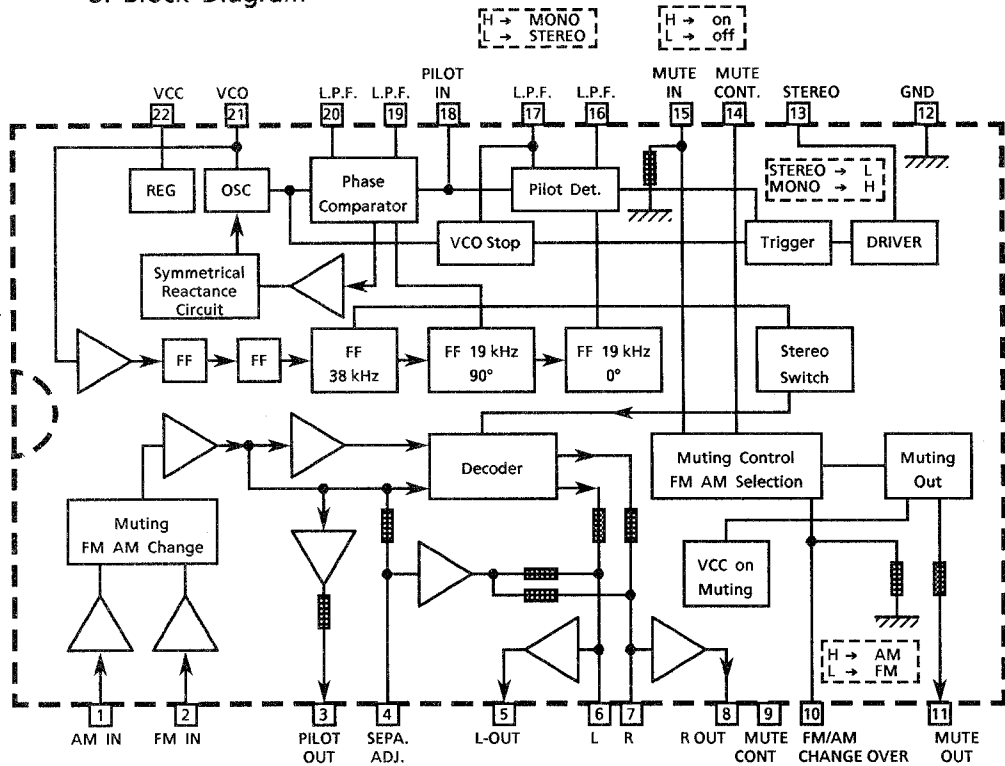 H → MONO
L → STEREO
H → on
L → off
VCC
VCO
L.P.F.
L.P.F.
PILOT
IN
L.P.F.
L.P.F.
MUTE
IN
MUTE
CONT.
STEREO
GND
22
21
20
19
18
17
16
15
14
13
12
REG
OSC
Phase
Comparator
Pilot Det.
STEREO → L
MONO → H
VCO Stop
Trigger
DRIVER
Symmetrical
Reactance
Circuit
FF
FF
FF
38 kHz
FF 19 kHz
90°
FF 19 kHz
0°
Stereo
Switch
Decoder
Muting Control
FM AM Selection
Muting
Out
Muting
FM AM Change
VCC on
Muting
H → AM
L → FM
1
2
3
4
5
6
7
8
9
10
11
AM IN
FM IN
PILOT
OUT
SEPA.
ADJ.
L-OUT
L
R
R OUT
MUTE
CONT
FM/AM
CHANGE OVER
MUTE
OUT